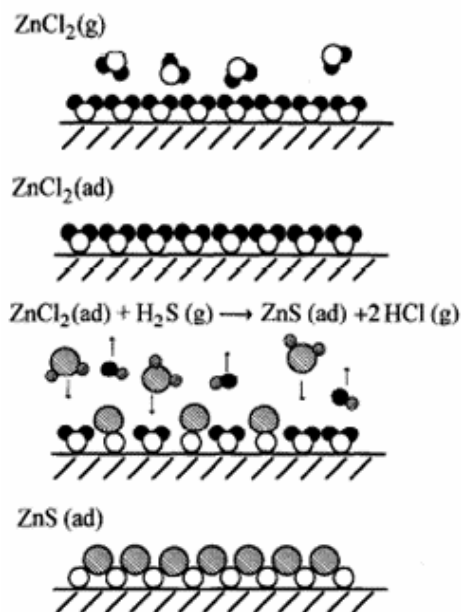 ZnCl₂(g)
ZnCl₂(ad)
ZnCl₂(ad) + H₂S (g) → ZnS (ad) +2 HCl (g)
ZnS (ad)